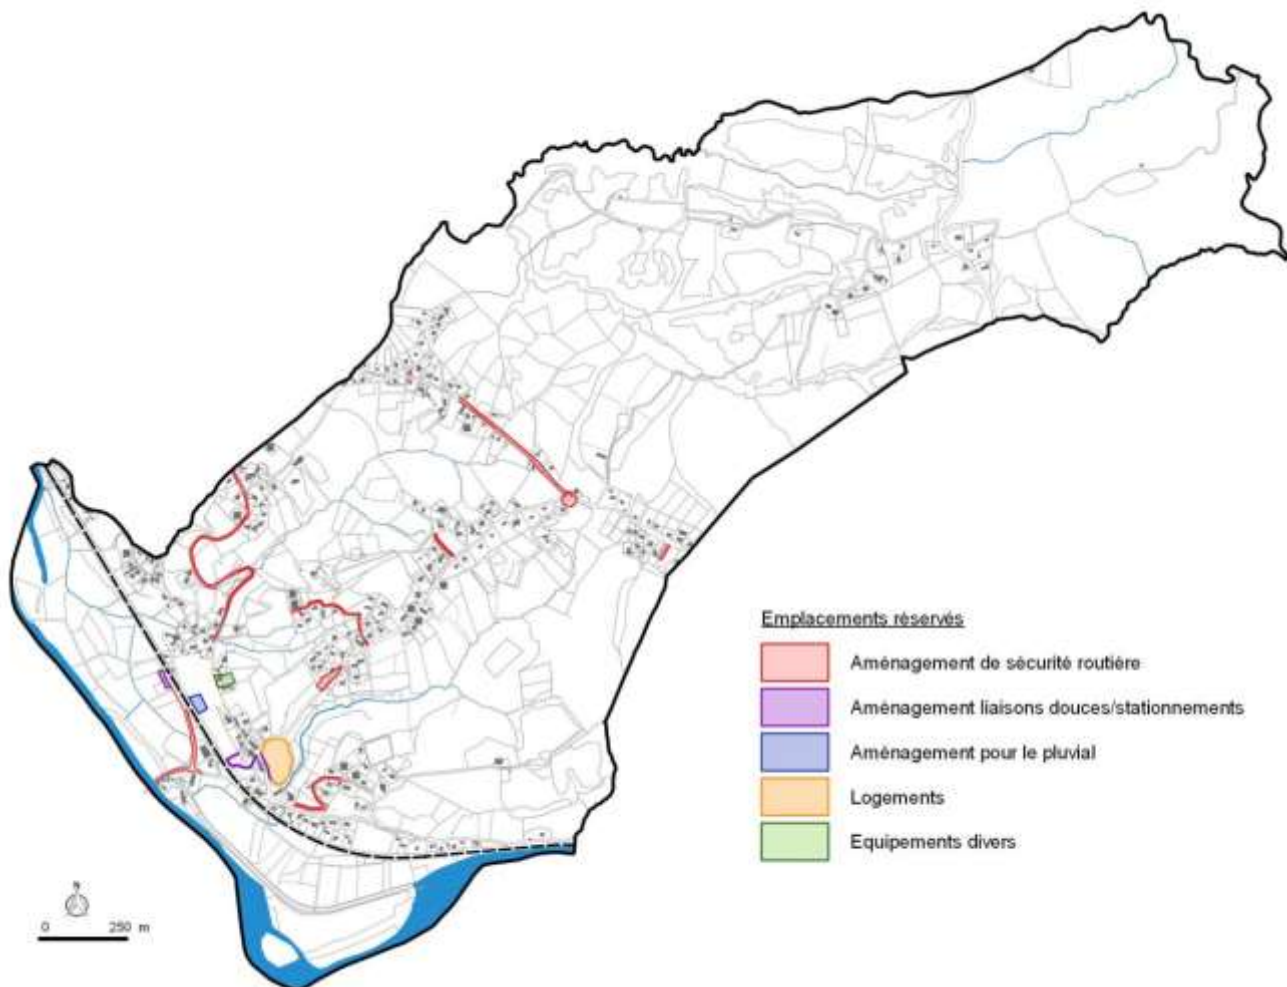 Emplacements réservés
Aménagement de sécurité routière
Aménagement liaisons douces/stationnements
Aménagement pour le pluvial
Logements
Equipements divers
N
0 250 m